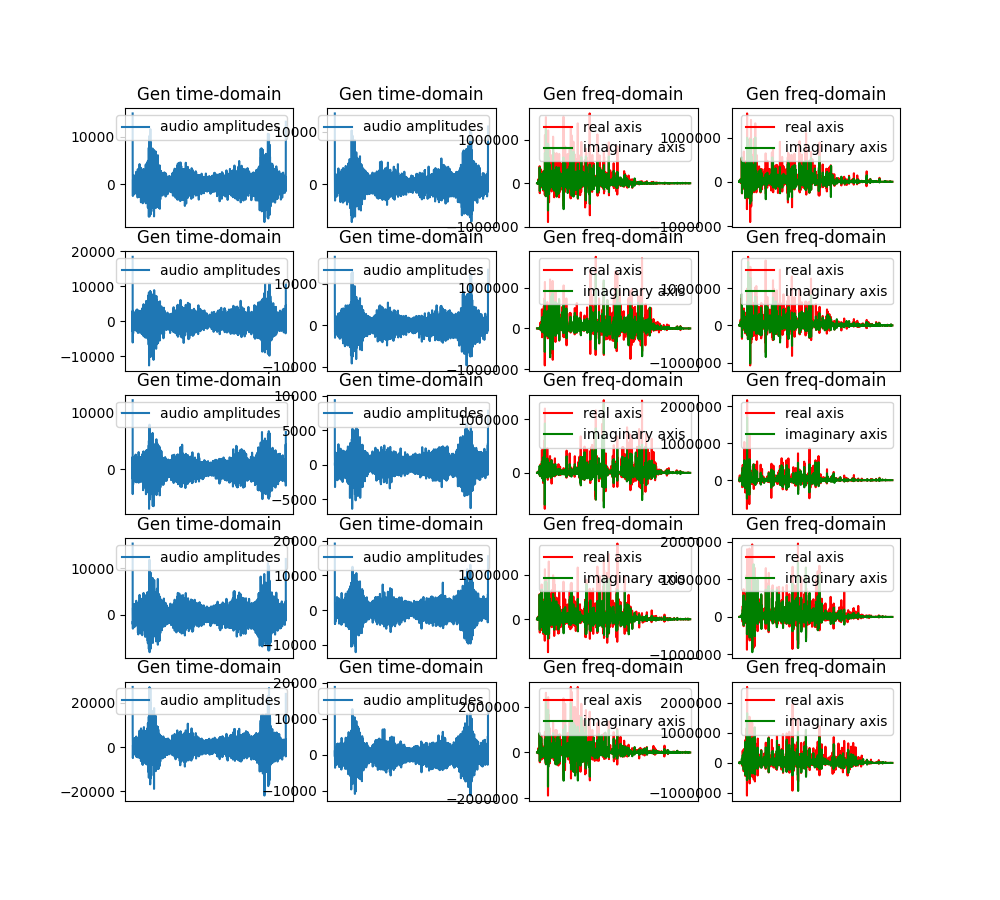 Gen time-domain Gen time-domain Gen freq-domain Gen freq-domain
audio amplitudes audio amplitudes real axis real axis
imaginary axis imaginary axis
10000 10000 1000000 1000000
0 0 0 0
1000000 1000000
Gen time-domain Gen time-domain Gen freq-domain Gen freq-domain
20000
audio amplitudes audio amplitudes real axis real axis
10000 10000 1000000 imaginary axis 1000000 imaginary axis
0 0 0 0
−10000 −10000 −1000000 −1000000
Gen time-domain Gen time-domain Gen freq-domain Gen freq-domain
10000 audio amplitudes 10000 audio amplitudes real axis 2000000 real axis
5000 1000000 imaginary axis 1000000 imaginary axis
0 0 0 0
−5000
Gen time-domain Gen time-domain Gen freq-domain Gen freq-domain
20000 2000000
audio amplitudes audio amplitudes real axis real axis
10000 10000 1000000 imaginary axis 1000000 imaginary axis
0 0 0 0
−10000 −1000000
Gen time-domain Gen time-domain Gen freq-domain Gen freq-domain
20000 audio amplitudes 20000 audio amplitudes 2000000 real axis 2000000 real axis
10000 imaginary axis 1000000 imaginary axis
0 0 0 0
−20000 −10000 −2000000 −1000000